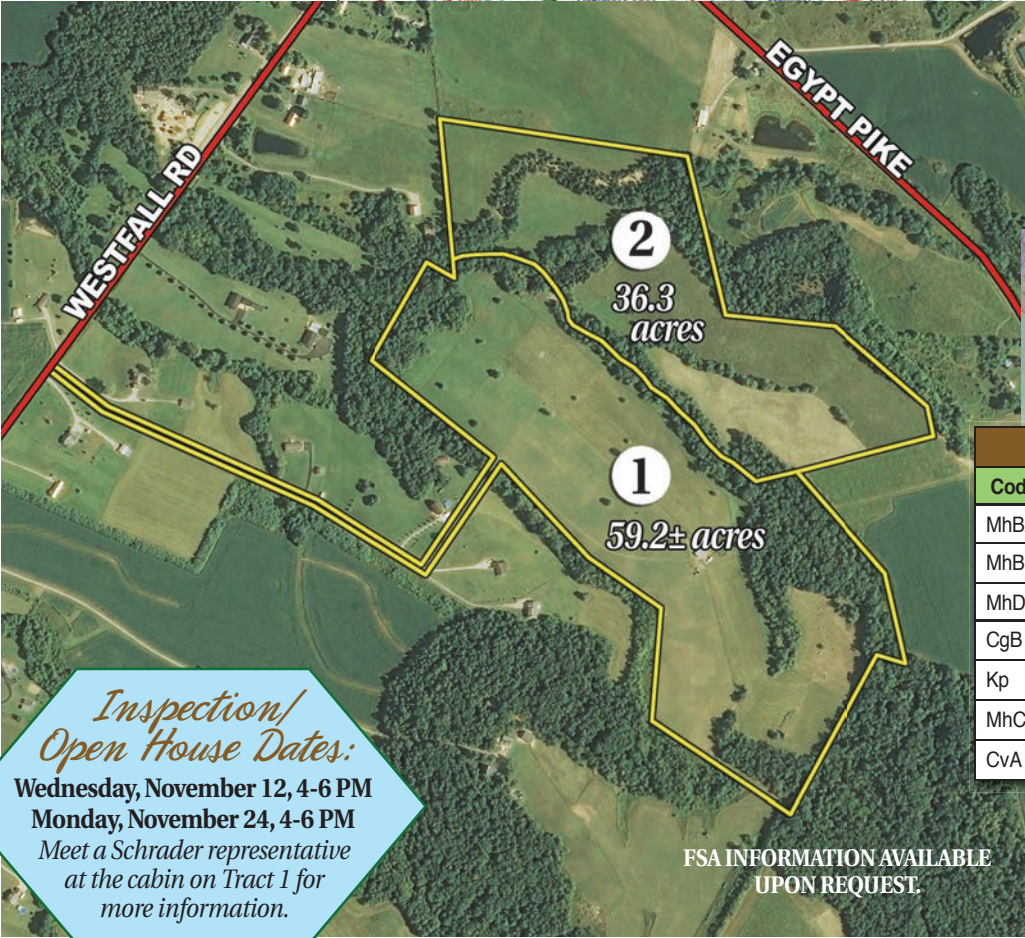 WESTFALL RD
EGYPT PIKE
2
36.3
acres
1
59.2± acres
Cod
MhB
MhB
MhD
CgB
Kp
MhC
CvA
Inspection/
Open House Dates:
Wednesday, November 12, 4-6 PM
Monday, November 24, 4-6 PM
Meet a Schrader representative
at the cabin on Tract 1 for
more information.
FSA INFORMATION AVAILABLE
UPON REQUEST.